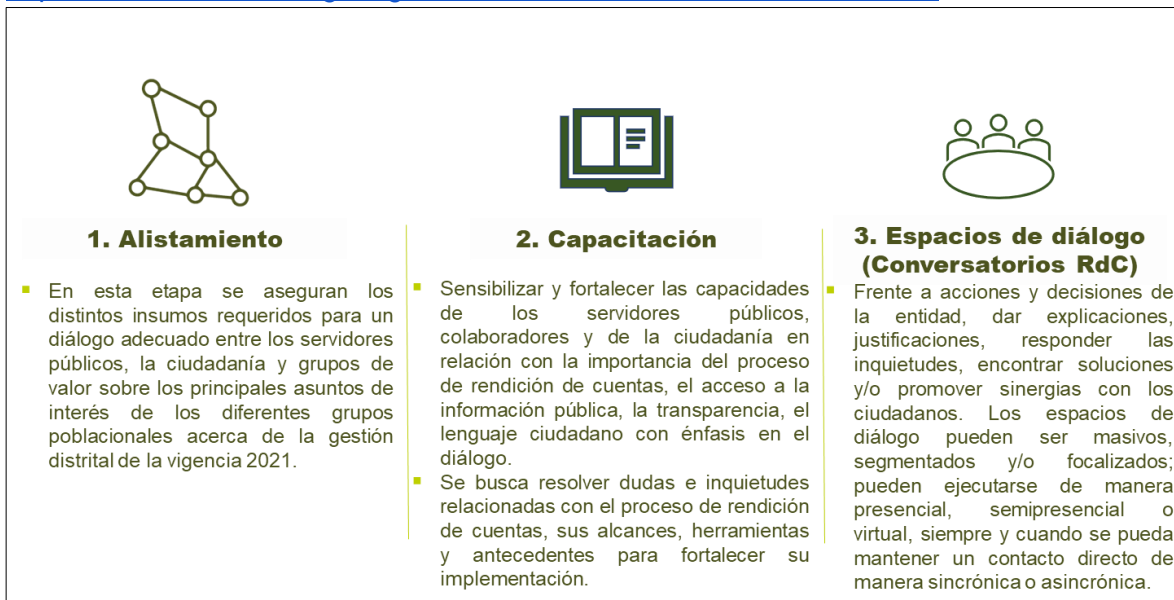 1. Alistamiento
En esta etapa se aseguran los
distintos insumos requeridos para un
diálogo adecuado entre los servidores
públicos, la ciudadanía y grupos de
valor sobre los principales asuntos de
interés de los diferentes grupos
poblacionales acerca de la gestión
distrital de la vigencia 2021.
2. Capacitación
Sensibilizar y fortalecer las capacidades
de los servidores públicos,
colaboradores y de la ciudadanía en
relación con la importancia del proceso
de rendición de cuentas, el acceso a la
información pública, la transparencia, el
lenguaje ciudadano con énfasis en el
diálogo.
Se busca resolver dudas e inquietudes
relacionadas con el proceso de rendición
de cuentas, sus alcances, herramientas
y antecedentes para fortalecer su
implementación.
3. Espacios de diálogo
(Conversatorios RdC)
Frente a acciones y decisiones de
la entidad, dar explicaciones,
justificaciones, responder las
inquietudes, encontrar soluciones
y/o promover sinergias con los
ciudadanos. Los espacios de
diálogo pueden ser masivos,
segmentados y/o focalizados;
pueden ejecutarse de manera
presencial, semipresencial o
virtual, siempre y cuando se pueda
mantener un contacto directo de
manera sincrónica o asincrónica.